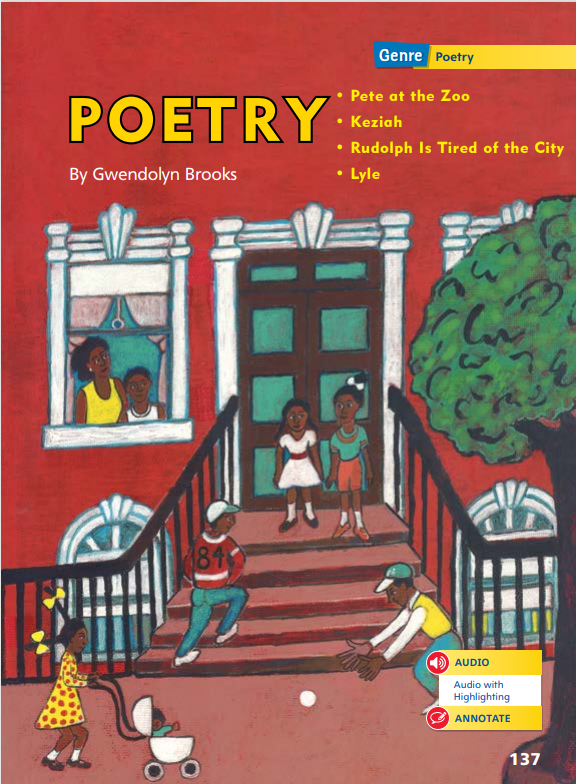 Genre Poetry
POETRY
By Gwendolyn Brooks
• Pete at the Zoo
• Keziah
• Rudolph Is Tired of the City
• Lyle
84
AUDIO
Audio with
Highlighting
ANNOTATE
137